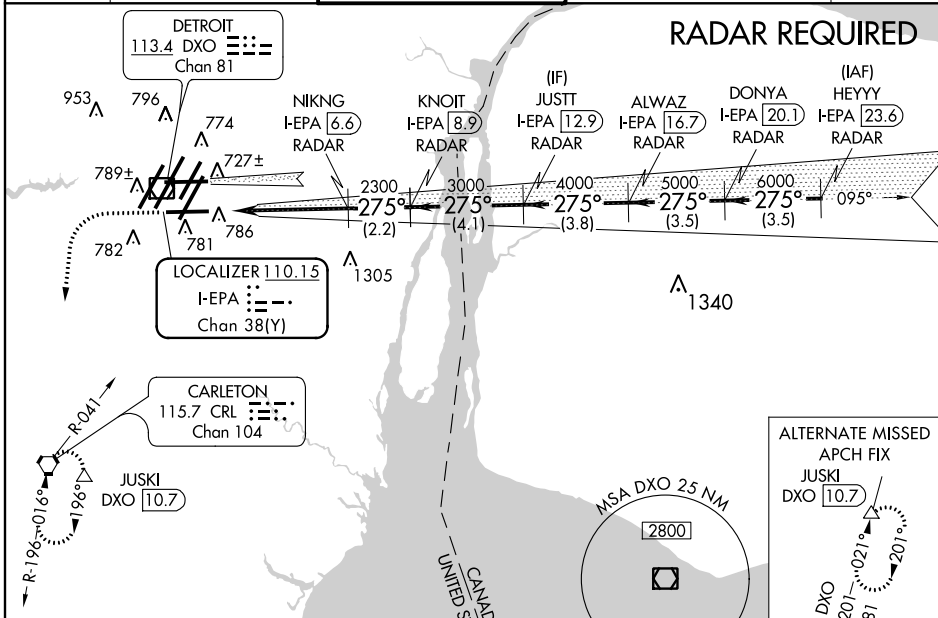 RADAR REQUIRED
DETROIT
113.4 DXO
Chan 81
953
796
774
727±
789±
782
781
786
NIKNG
I-EPA 6.6
RADAR
KNOIT
I-EPA 8.9
RADAR
(IF)
JUSTT
I-EPA 12.9
RADAR
ALWAZ
I-EPA 16.7
RADAR
DONYA
I-EPA 20.1
RADAR
(IAF)
HEYYY
I-EPA 23.6
RADAR
2300
275°
(2.2)
3000
275°
(4.1)
4000
275°
(3.8)
5000
275°
(3.5)
6000
275°
(3.5)
095°
LOCALIZER 110.15
I-EPA
Chan 38(Y)
1305
1340
CARLETON
115.7 CRL
Chan 104
R-041
JUSKI
DXO 10.7
R-196
016°
196°
MSA DXO 25 NM
2800
ALTERNATE MISSED
APCH FIX
JUSKI
DXO 10.7
021°
201°
DXO